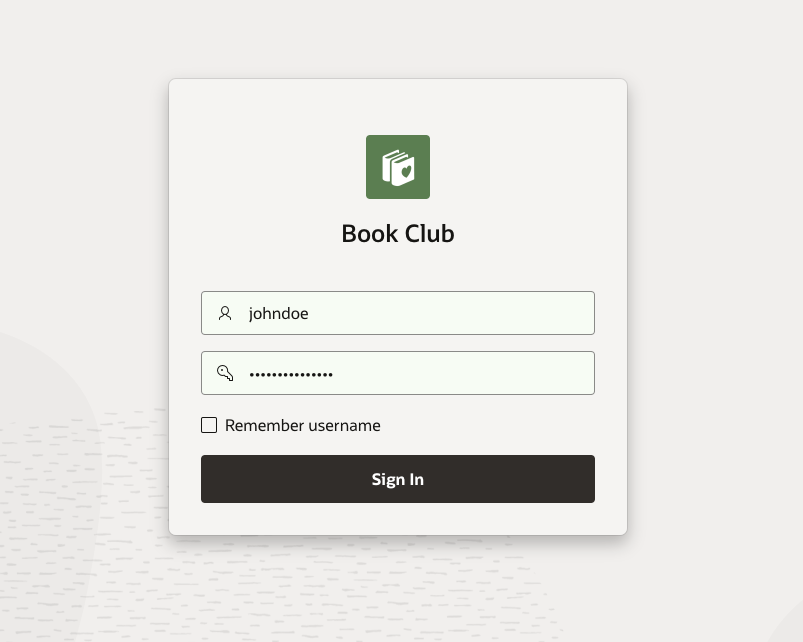 Book Club
johndoe
•••••••••••••••
Remember username
Sign In